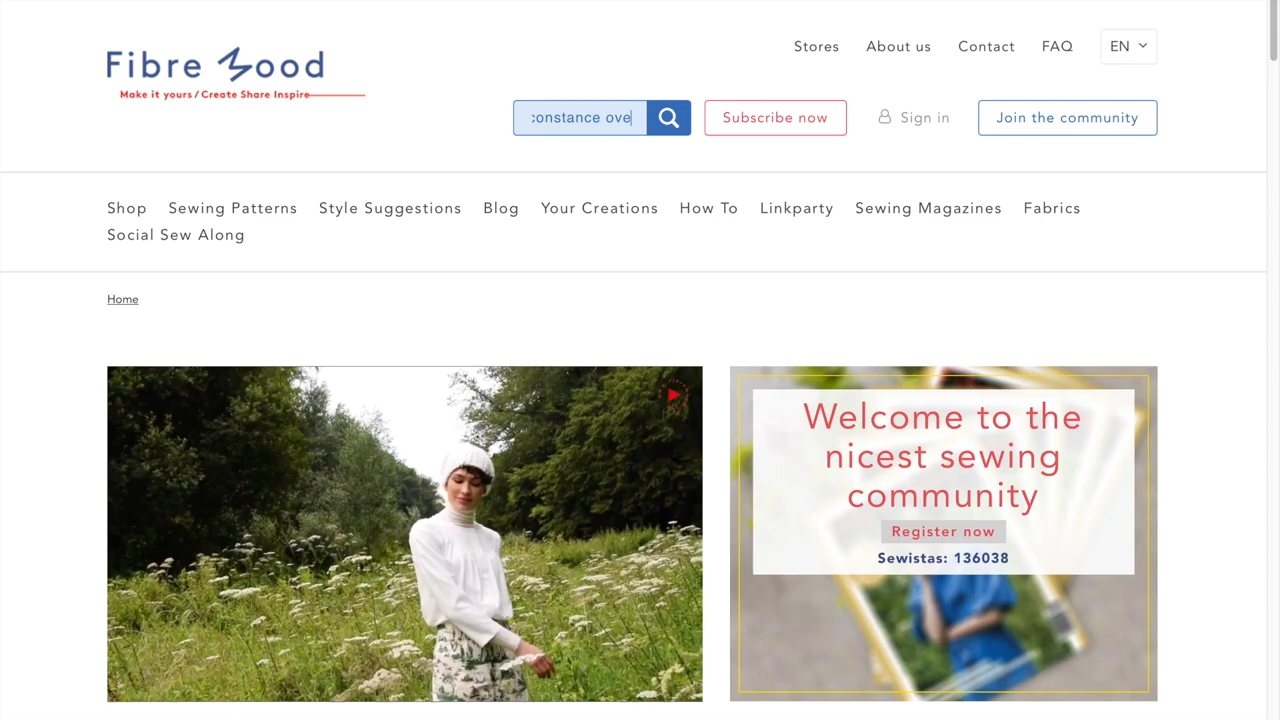 Fibre Mood
Make it yours / Create Share Inspire
Stores About us Contact FAQ EN
constance ove
Subscribe now
Sign in
Join the community
Shop Sewing Patterns Style Suggestions Blog Your Creations How To Linkparty Sewing Magazines Fabrics
Social Sew Along
Home
Welcome to the
nicest sewing
community
Register now
Sewistas: 136038